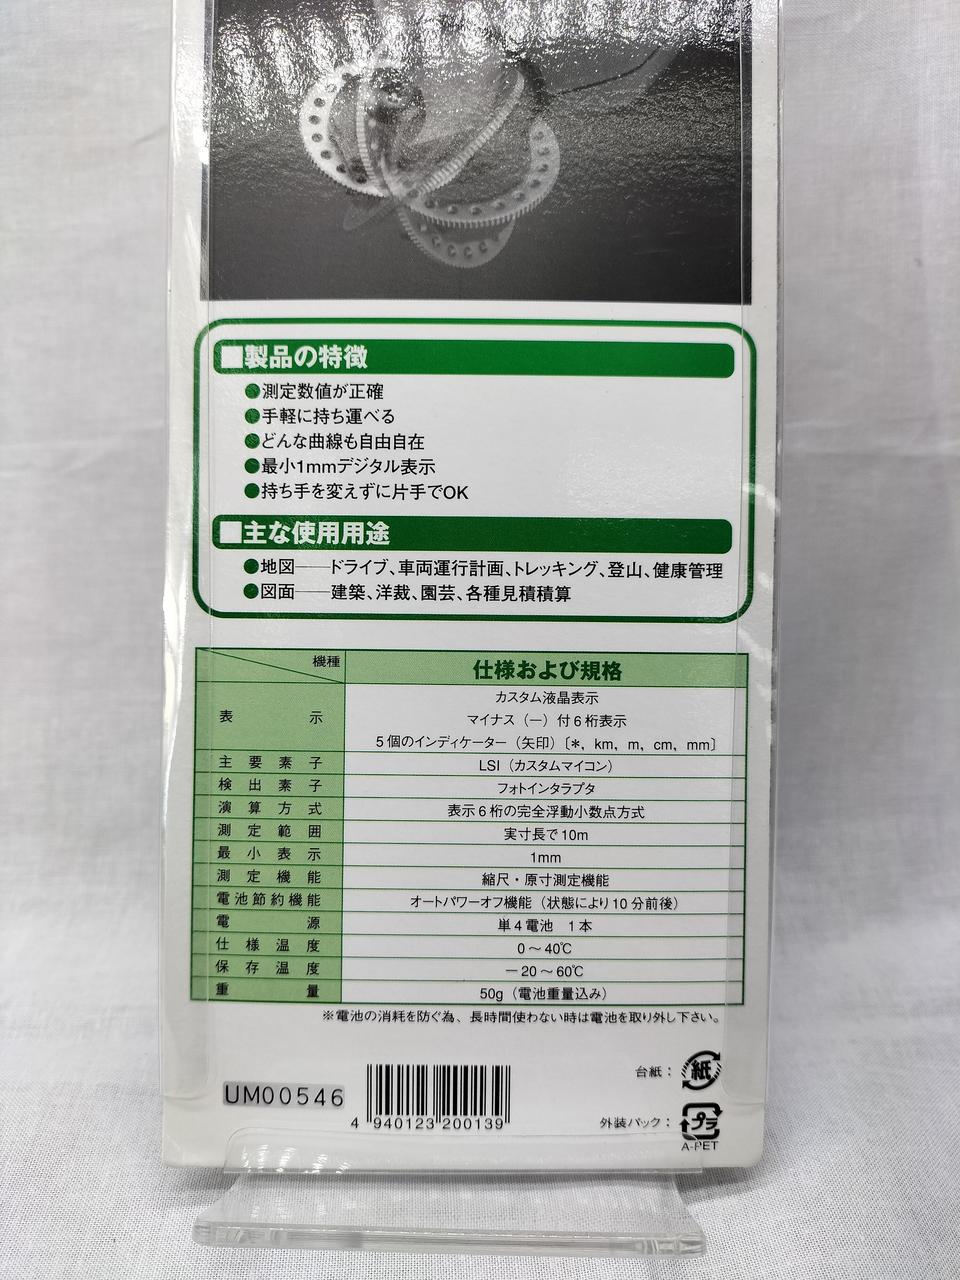 ■製品の特徴
●測定数値が正確
●手軽に持ち運べる
●どんな曲線も自由自在
●最小1mmデジタル表示
●持ち手を変えずに片手でOK
■主な使用用途
●地図──ドライブ、車両運行計画、トレッキング、登山、健康管理
●図面──建築、洋裁、園芸、各種見積積算
機種 仕様および規格
表示 カスタム液晶表示
マイナス（－）付6桁表示
5個のインディケーター（矢印）〔＊, km, m, cm, mm〕
主要素子 LSI（カスタムマイコン）
検出素子 フォトインタラプタ
演算方式 表示6桁の完全浮動小数点方式
測定範囲 実寸長で10m
最小表示 1mm
測定機能 縮尺・原寸測定機能
電池節約機能 オートパワーオフ機能（状態により10分前後）
電源 単4電池 1本
仕様温度 0～40℃
保存温度 －20～60℃
重量 50g（電池重量込み）
※電池の消耗を防ぐ為、長時間使わない時は電池を取り外し下さい。
台紙：紙
UM00546
4 940123 200139
外装パック：プラ
A-PET